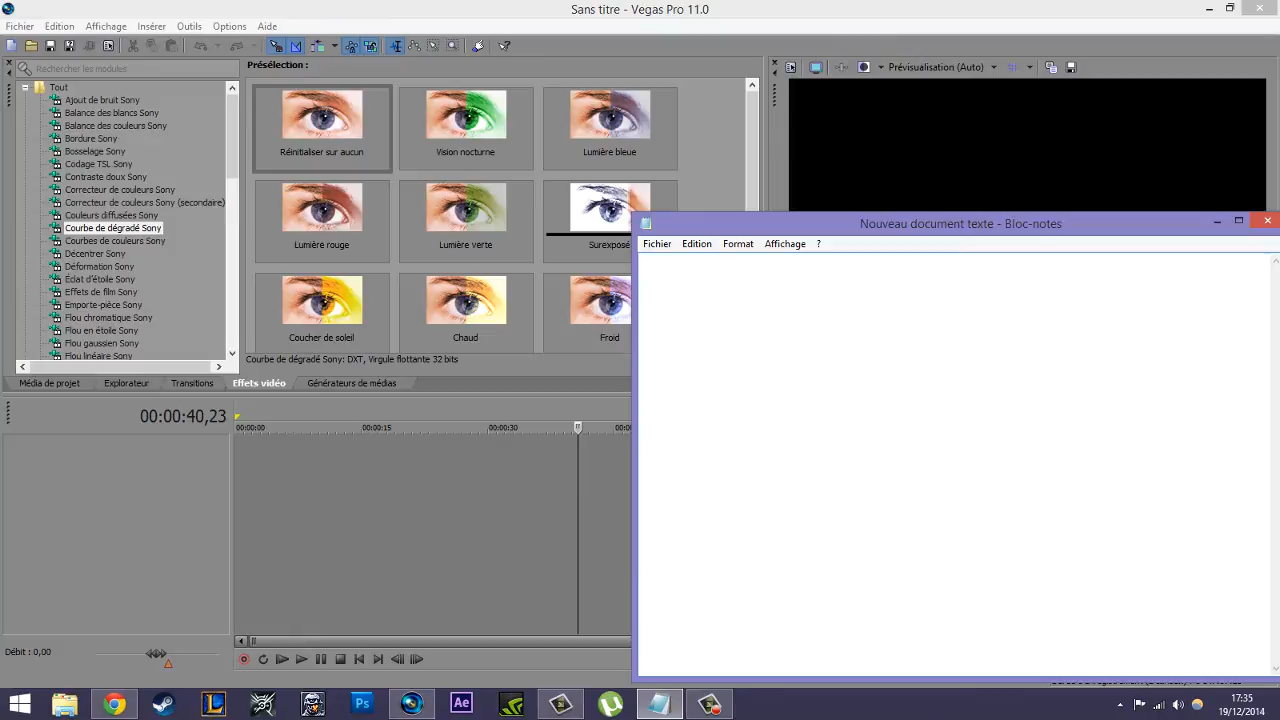 Sans titre - Vegas Pro 11.0
Fichier Edition Affichage Insérer Outils Options Aide
Rechercher les modules
Tout
Ajout de bruit Sony
Balance des blancs Sony
Balance des couleurs Sony
Bordure Sony
Bosselage Sony
Codage TSL Sony
Contraste doux Sony
Correcteur de couleurs Sony
Correcteur de couleurs Sony (secondaire)
Couleurs diffusées Sony
Courbe de dégradé Sony
Courbes de couleurs Sony
Décentrer Sony
Déformation Sony
Éclat d'étoile Sony
Effets de film Sony
Emporte-pièce Sony
Flou chromatique Sony
Flou en étoile Sony
Flou gaussien Sony
Flou linéaire Sony
Présélection :
Réinitialiser sur aucun
Vision nocturne
Lumière bleue
Lumière rouge
Lumière verte
Surexposé
Coucher de soleil
Chaud
Froid
Courbe de dégradé Sony: DXT, Virgule flottante 32 bits
Média de projet Explorateur Transitions Effets vidéo Générateurs de médias
Prévisualisation (Auto)
Nouveau document texte - Bloc-notes
Fichier Edition Format Affichage ?
00:00:40,23
00:00:00 00:00:15 00:00:30
Débit : 0,00
Ps
Ae
17:35
19/12/2014